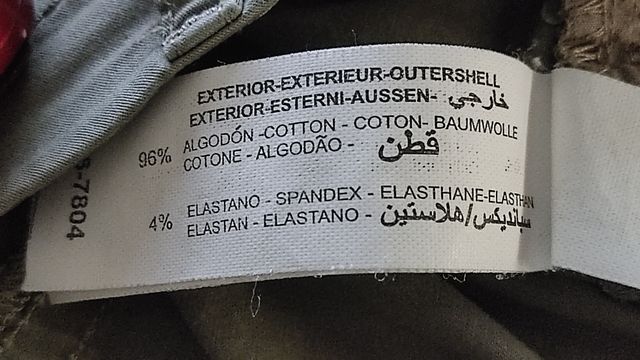 EXTERIOR-EXTERIEUR-OUTERSHELL
EXTERIOR-ESTERNI-AUSSEN- خارجي
96% ALGODÓN -COTTON - COTON- BAUMWOLLE
COTONE - ALGODÃO - قطن
4% ELASTANO - SPANDEX - ELASTHANE-ELASTHAN
ELASTAN - ELASTANO - سبانديكس/هلاستين
-7804